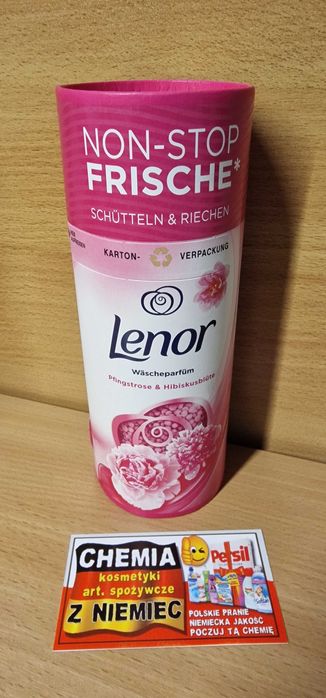 NON-STOP
FRISCHE*
SCHÜTTELN & RIECHEN
KARTON- VERPACKUNG
Lenor
Wäscheparfüm
Pfingstrose & Hibiskusblüte
CHEMIA
kosmetyki
art. spożywcze
Z NIEMIEC
Persil
POLSKIE PRANIE
NIEMIECKA JAKOŚĆ
POCZUJ TĄ CHEMIĘ